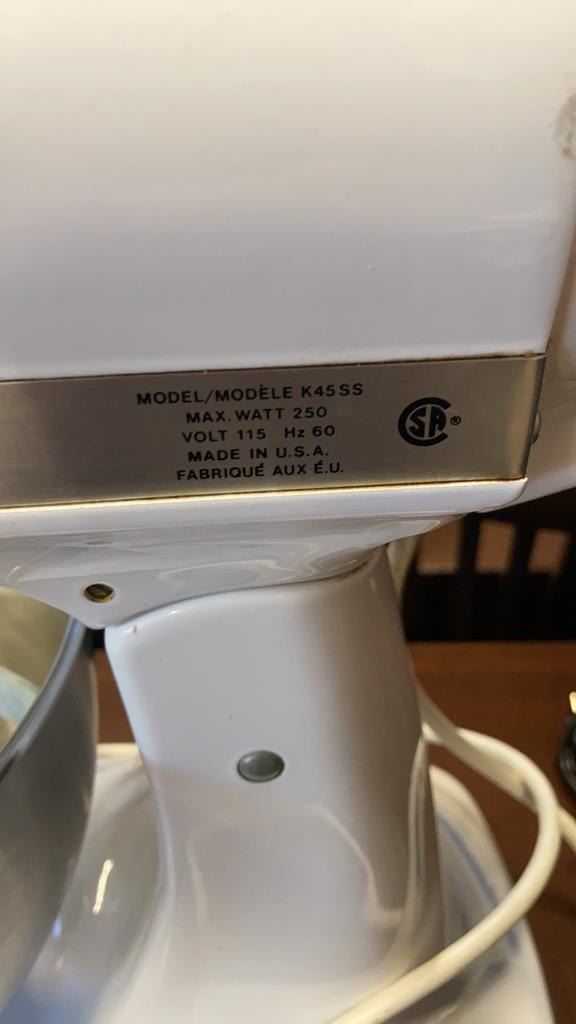 MODEL/MODÈLE K45SS
MAX. WATT 250
VOLT 115 Hz 60
MADE IN U.S.A.
FABRIQUÉ AUX É.U.
SA ®